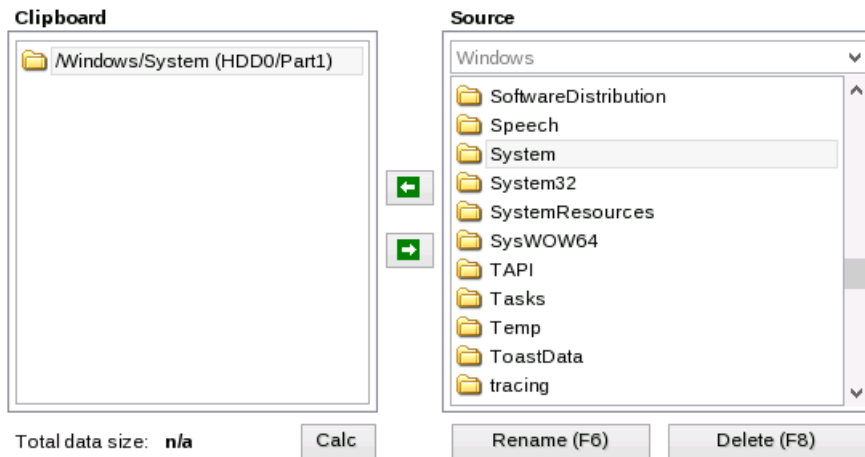 Clipboard
/Windows/System (HDD0/Part1)
Total data size: n/a
Calc
Source
Windows
SoftwareDistribution
Speech
System
System32
SystemResources
SysWOW64
TAPI
Tasks
Temp
ToastData
tracing
Rename (F6)
Delete (F8)